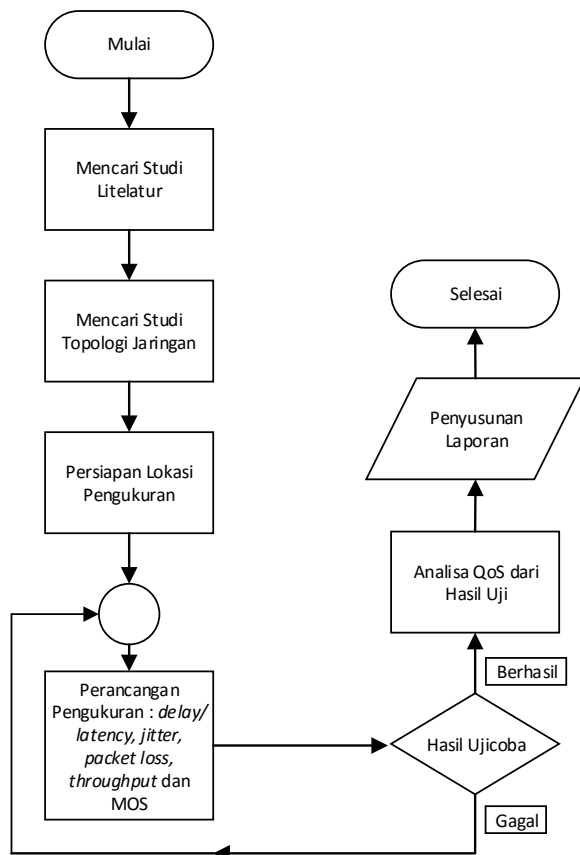 Mulai
Mencari Studi
Litelatur
Mencari Studi
Topologi Jaringan
Persiapan Lokasi
Pengukuran
Perancangan
Pengukuran : delay/
latency, jitter,
packet loss,
throughput dan
MOS
Hasil Ujicoba
Gagal
Berhasil
Analisa QoS dari
Hasil Uji
Penyusunan
Laporan
Selesai